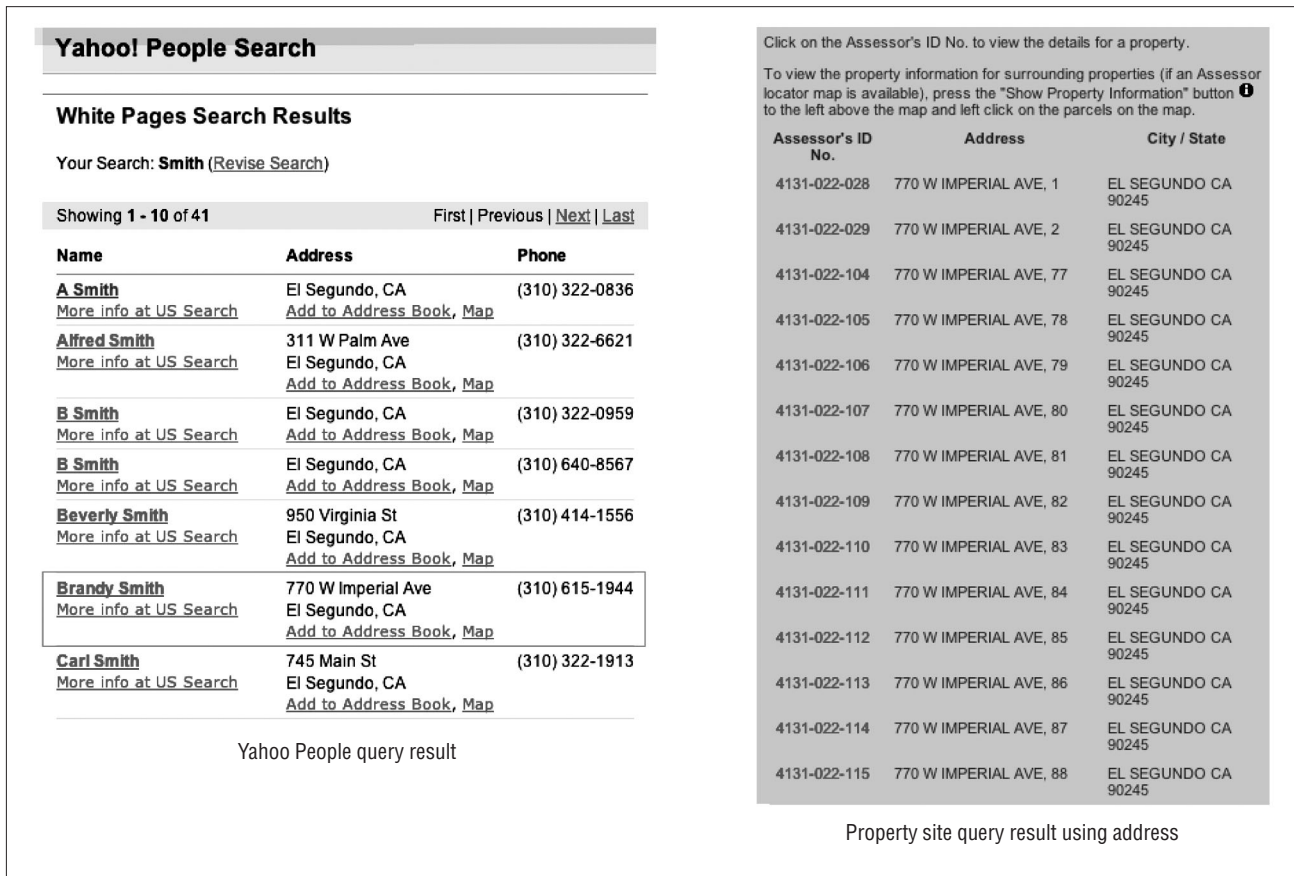 Yahoo! People Search
White Pages Search Results
Your Search: Smith (Revise Search)
Showing 1 - 10 of 41 First | Previous | Next | Last
Name Address Phone
A Smith El Segundo, CA (310) 322-0836
More info at US Search Add to Address Book, Map
Alfred Smith 311 W Palm Ave (310) 322-6621
More info at US Search El Segundo, CA
Add to Address Book, Map
B Smith El Segundo, CA (310) 322-0959
More info at US Search Add to Address Book, Map
B Smith El Segundo, CA (310) 640-8567
More info at US Search Add to Address Book, Map
Beverly Smith 950 Virginia St (310) 414-1556
More info at US Search El Segundo, CA
Add to Address Book, Map
Brandy Smith 770 W Imperial Ave (310) 615-1944
More info at US Search El Segundo, CA
Add to Address Book, Map
Carl Smith 745 Main St (310) 322-1913
More info at US Search El Segundo, CA
Add to Address Book, Map
Yahoo People query result
Click on the Assessor's ID No. to view the details for a property.
To view the property information for surrounding properties (if an Assessor
locator map is available), press the "Show Property Information" button i
to the left above the map and left click on the parcels on the map.
Assessor's ID Address City / State
No.
4131-022-028 770 W IMPERIAL AVE, 1 EL SEGUNDO CA
90245
4131-022-029 770 W IMPERIAL AVE, 2 EL SEGUNDO CA
90245
4131-022-104 770 W IMPERIAL AVE, 77 EL SEGUNDO CA
90245
4131-022-105 770 W IMPERIAL AVE, 78 EL SEGUNDO CA
90245
4131-022-106 770 W IMPERIAL AVE, 79 EL SEGUNDO CA
90245
4131-022-107 770 W IMPERIAL AVE, 80 EL SEGUNDO CA
90245
4131-022-108 770 W IMPERIAL AVE, 81 EL SEGUNDO CA
90245
4131-022-109 770 W IMPERIAL AVE, 82 EL SEGUNDO CA
90245
4131-022-110 770 W IMPERIAL AVE, 83 EL SEGUNDO CA
90245
4131-022-111 770 W IMPERIAL AVE, 84 EL SEGUNDO CA
90245
4131-022-112 770 W IMPERIAL AVE, 85 EL SEGUNDO CA
90245
4131-022-113 770 W IMPERIAL AVE, 86 EL SEGUNDO CA
90245
4131-022-114 770 W IMPERIAL AVE, 87 EL SEGUNDO CA
90245
4131-022-115 770 W IMPERIAL AVE, 88 EL SEGUNDO CA
90245
Property site query result using address